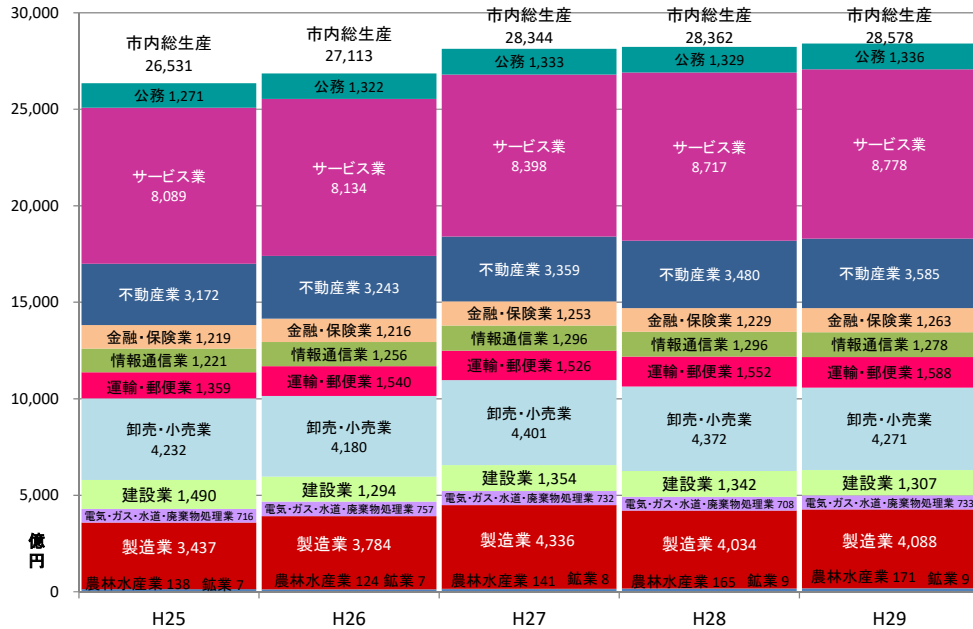 30,000
25,000
20,000
15,000
10,000
5,000
0
億円
市内総生産
26,531
公務 1,271
サービス業
8,089
不動産業 3,172
金融・保険業 1,219
情報通信業 1,221
運輸・郵便業 1,359
卸売・小売業
4,232
建設業 1,490
電気・ガス・水道・廃棄物処理業 716
製造業 3,437
農林水産業 138 鉱業 7
H25
市内総生産
27,113
公務 1,322
サービス業
8,134
不動産業 3,243
金融・保険業 1,216
情報通信業 1,256
運輸・郵便業 1,540
卸売・小売業
4,180
建設業 1,294
電気・ガス・水道・廃棄物処理業 757
製造業 3,784
農林水産業 124 鉱業 7
H26
市内総生産
28,344
公務 1,333
サービス業
8,398
不動産業 3,359
金融・保険業 1,253
情報通信業 1,296
運輸・郵便業 1,526
卸売・小売業
4,401
建設業 1,354
電気・ガス・水道・廃棄物処理業 732
製造業 4,336
農林水産業 141 鉱業 8
H27
市内総生産
28,362
公務 1,329
サービス業
8,717
不動産業 3,480
金融・保険業 1,229
情報通信業 1,296
運輸・郵便業 1,552
卸売・小売業
4,372
建設業 1,342
電気・ガス・水道・廃棄物処理業 708
製造業 4,034
農林水産業 165 鉱業 9
H28
市内総生産
28,578
公務 1,336
サービス業
8,778
不動産業 3,585
金融・保険業 1,263
情報通信業 1,278
運輸・郵便業 1,588
卸売・小売業
4,271
建設業 1,307
電気・ガス・水道・廃棄物処理業 733
製造業 4,088
農林水産業 171 鉱業 9
H29